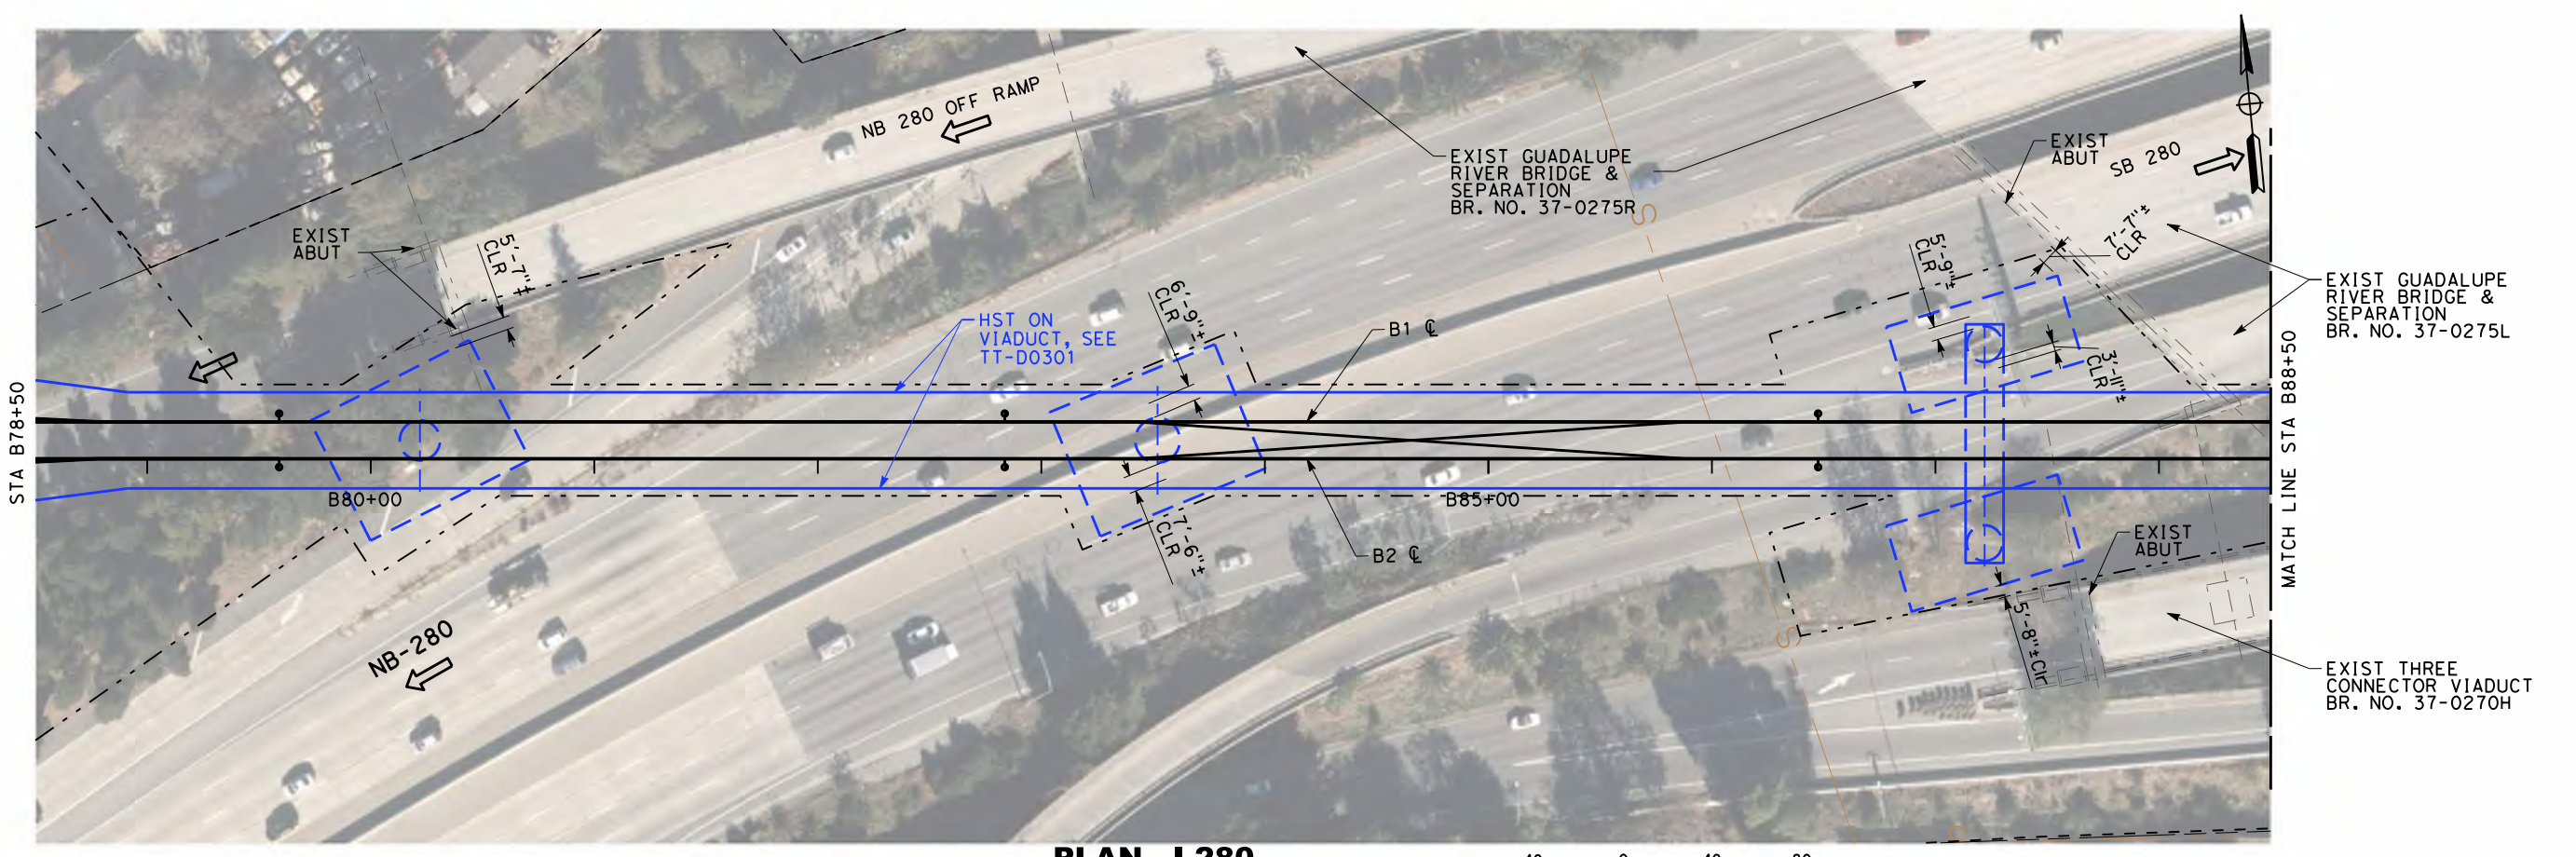 NB 280 OFF RAMP
EXIST GUADALUPE
RIVER BRIDGE &
SEPARATION
BR. NO. 37-0275R
EXIST
ABUT
SB 280
7'-7"±
CLR
5'-9"±
CLR
EXIST
ABUT
5'-7"±
CLR
6'-9"±
CLR
HST ON
VIADUCT, SEE
TT-D0301
B1 ℄
EXIST GUADALUPE
RIVER BRIDGE &
SEPARATION
BR. NO. 37-0275L
3'-11"±
CLR
STA B78+50
MATCH LINE STA B88+50
B80+00
B85+00
7'-6"±
CLR
B2 ℄
EXIST
ABUT
5'-8"±Clr
NB-280
EXIST THREE
CONNECTOR VIADUCT
BR. NO. 37-0270H
S
S
PLAN - I-280